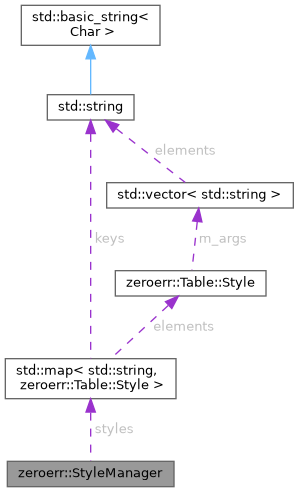 std::basic_string<
Char >
std::string
elements
std::vector< std::string >
keys
m_args
zeroerr::Table::Style
elements
std::map< std::string,
zeroerr::Table::Style >
styles
zeroerr::StyleManager